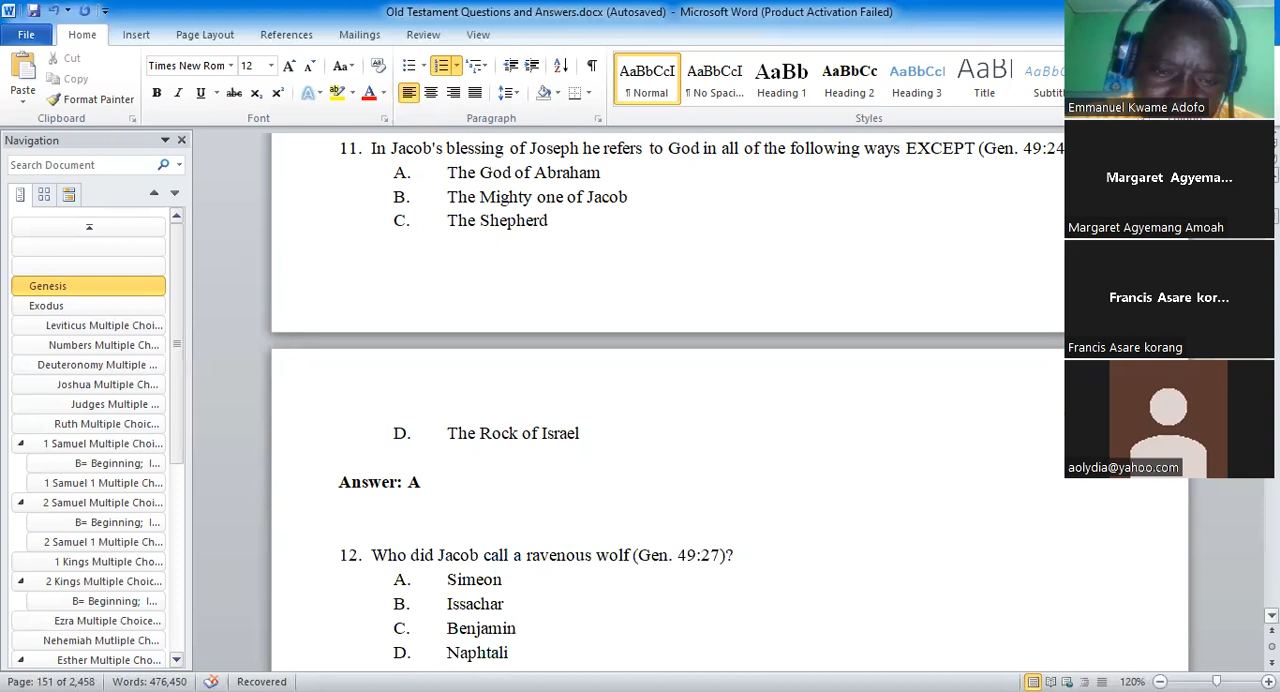 Old Testament Questions and Answers.docx (Autosaved) - Microsoft Word (Product Activation Failed)
File Home Insert Page Layout References Mailings Review View
Paste
Cut
Copy
Format Painter
Clipboard
Times New Rom 12
Font
Paragraph
AaBbCcI AaBbCcI AaBb AaBbCc AaBbCcI AaBl AaBbC
¶ Normal ¶ No Spaci... Heading 1 Heading 2 Heading 3 Title Subtitl
Styles
Navigation
Search Document
Genesis
Exodus
Leviticus Multiple Choi...
Numbers Multiple Ch...
Deuteronomy Multiple ...
Joshua Multiple Ch...
Judges Multiple ...
Ruth Multiple Choic...
1 Samuel Multiple Choi...
B= Beginning; I...
1 Samuel 1 Multiple C...
2 Samuel Multiple Choi...
B= Beginning; I...
2 Samuel 1 Multiple C...
1 Kings Multiple Choi...
2 Kings Multiple Choic...
B= Beginning; I...
Ezra Multiple Choice...
Nehemiah Mutliple Ch...
Esther Multiple Cho...
11. In Jacob's blessing of Joseph he refers to God in all of the following ways EXCEPT (Gen. 49:24
A. The God of Abraham
B. The Mighty one of Jacob
C. The Shepherd
D. The Rock of Israel
Answer: A
12. Who did Jacob call a ravenous wolf (Gen. 49:27)?
A. Simeon
B. Issachar
C. Benjamin
D. Naphtali
Emmanuel Kwame Adofo
Margaret Agyema...
Margaret Agyemang Amoah
Francis Asare kor...
Francis Asare korang
aolydia@yahoo.com
Page: 151 of 2,458 Words: 476,450 Recovered 120%